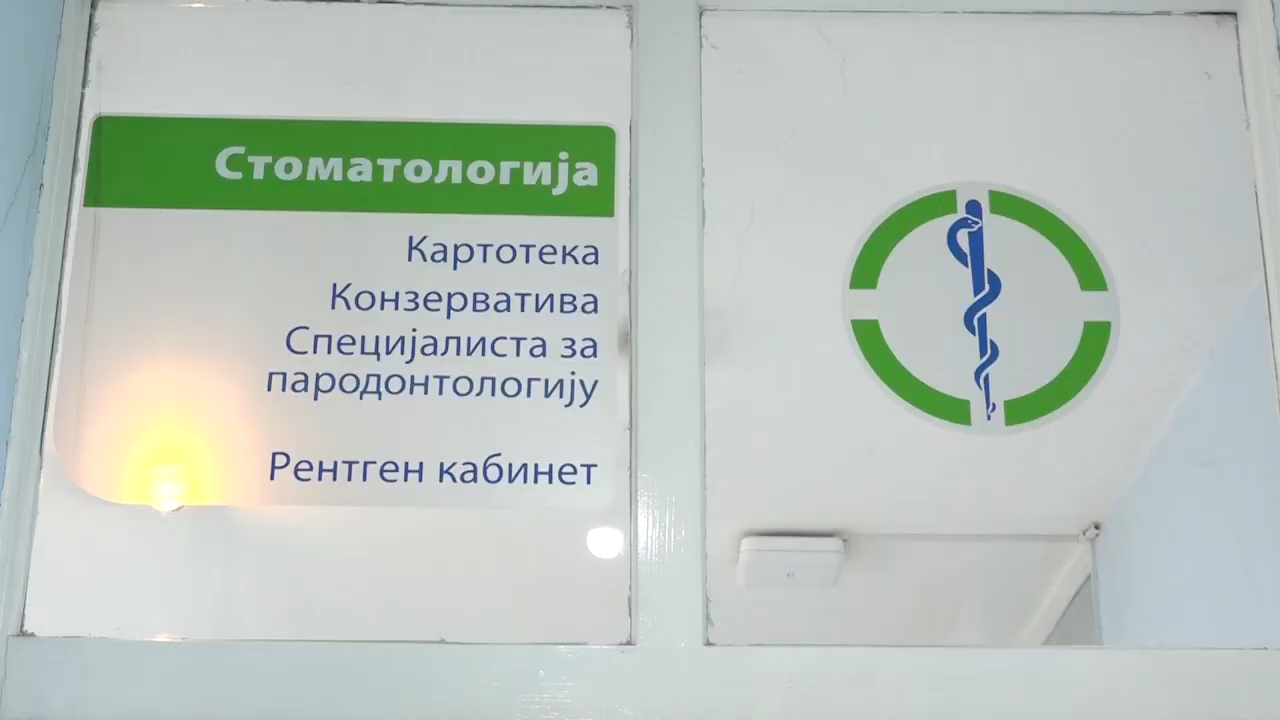 Стоматологија
Картотека
Конзерватива
Специјалиста за
пародонтологију
Рентген кабинет